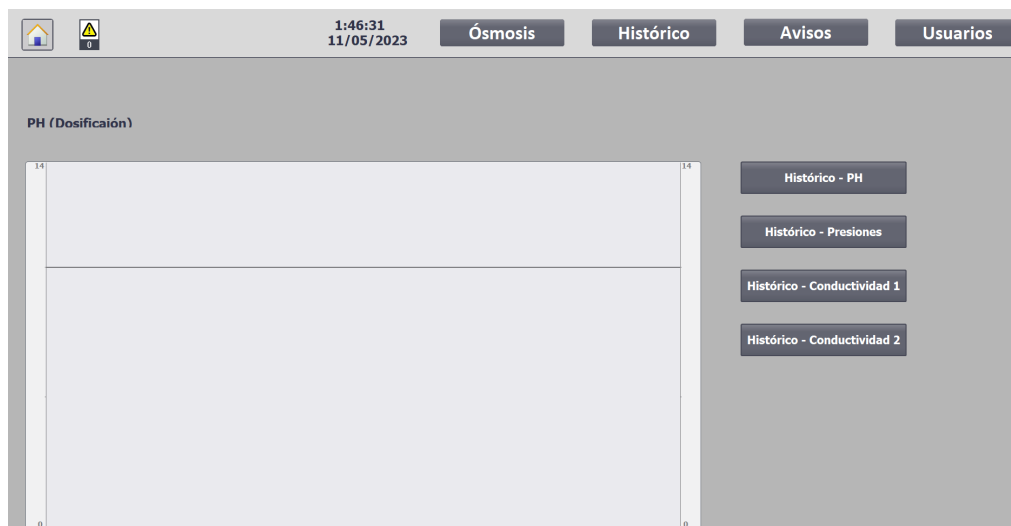 0
1:46:31
11/05/2023
Ósmosis
Histórico
Avisos
Usuarios
PH (Dosificaión)
14
14
Histórico - PH
Histórico - Presiones
Histórico - Conductividad 1
Histórico - Conductividad 2
0
0